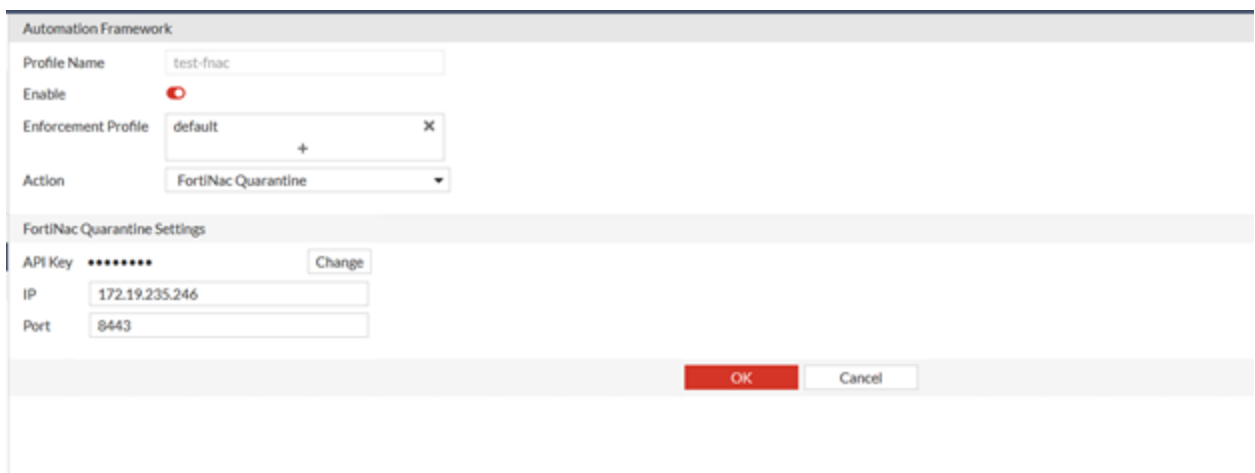 Automation Framework
Profile Name test-fnac
Enable
Enforcement Profile default
+
Action FortiNac Quarantine
FortiNac Quarantine Settings
API Key •••••••• Change
IP 172.19.235.246
Port 8443
OK Cancel